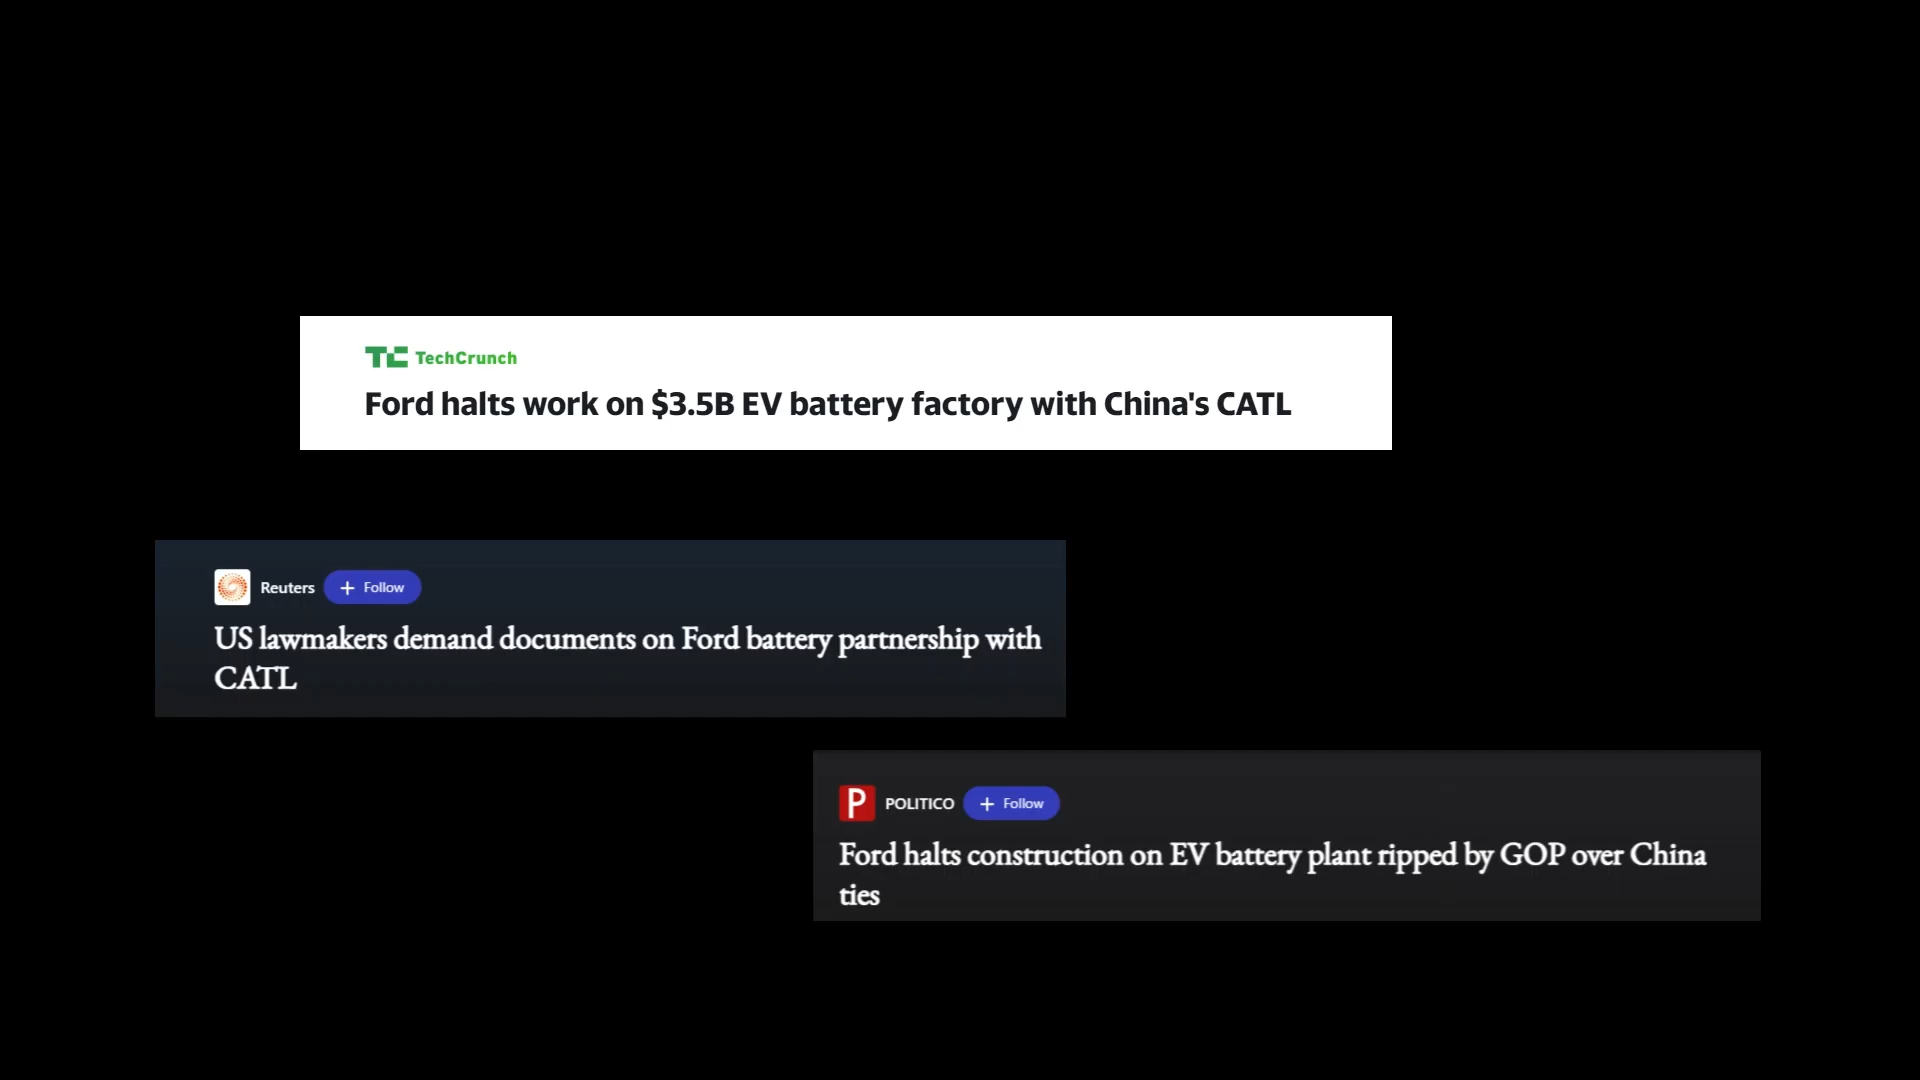 TC TechCrunch
Ford halts work on $3.5B EV battery factory with China's CATL
Reuters + Follow
US lawmakers demand documents on Ford battery partnership with
CATL
P POLITICO + Follow
Ford halts construction on EV battery plant ripped by GOP over China
ties